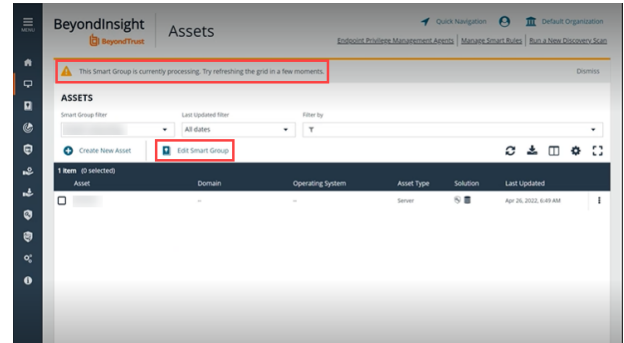 MENU
BeyondInsight
BeyondTrust
Assets
Quick Navigation
Default Organization
Endpoint Privilege Management Agents
Manage Smart Rules
Run a New Discovery Scan
This Smart Group is currently processing. Try refreshing the grid in a few moments.
Dismiss
ASSETS
Smart Group filter
Last Updated filter
Filter by
All dates
Create New Asset
Edit Smart Group
1 item (0 selected)
Asset Domain Operating System Asset Type Solution Last Updated
-- -- Server Apr 26, 2022, 6:49 AM